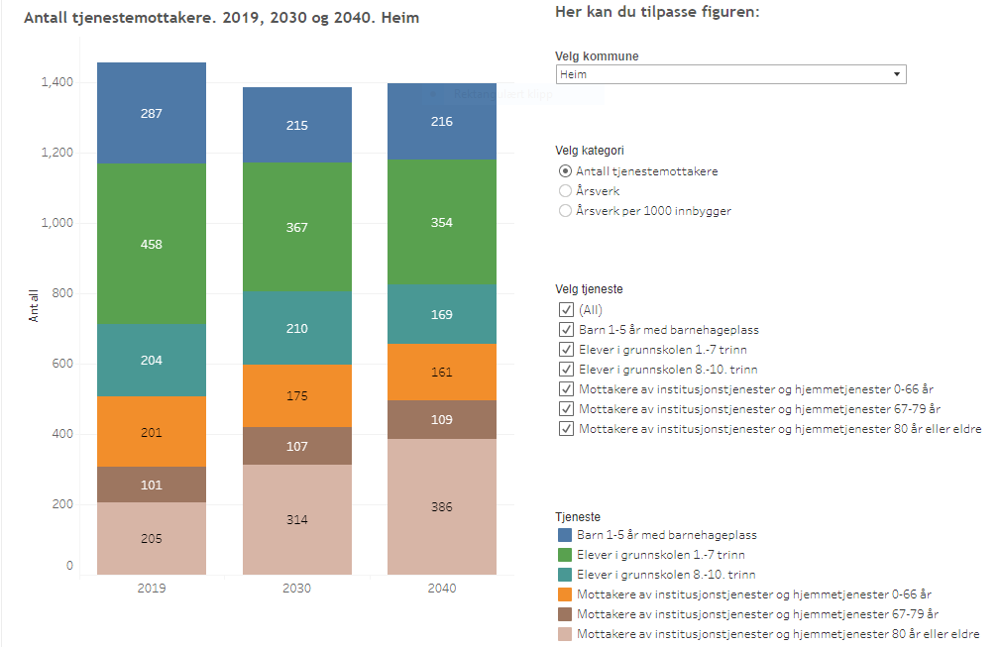 Antall tjenestemottakere. 2019, 2030 og 2040. Heim
Her kan du tilpasse figuren:
Velg kommune
Heim
Velg kategori
Antall tjenestemottakere
Årsverk
Årsverk per 1000 innbygger
Velg tjeneste
(All)
Barn 1-5 år med barnehageplass
Elever i grunnskolen 1.-7 trinn
Elever i grunnskolen 8.-10. trinn
Mottakere av institusjonstjenester og hjemmetjenester 0-66 år
Mottakere av institusjonstjenester og hjemmetjenester 67-79 år
Mottakere av institusjonstjenester og hjemmetjenester 80 år eller eldre
Tjeneste
Barn 1-5 år med barnehageplass
Elever i grunnskolen 1.-7 trinn
Elever i grunnskolen 8.-10. trinn
Mottakere av institusjonstjenester og hjemmetjenester 0-66 år
Mottakere av institusjonstjenester og hjemmetjenester 67-79 år
Mottakere av institusjonstjenester og hjemmetjenester 80 år eller eldre
Antall
1,400
1,200
1,000
800
600
400
200
0
287
458
204
201
101
205
215
367
210
175
107
314
216
354
169
161
109
386
2019
2030
2040